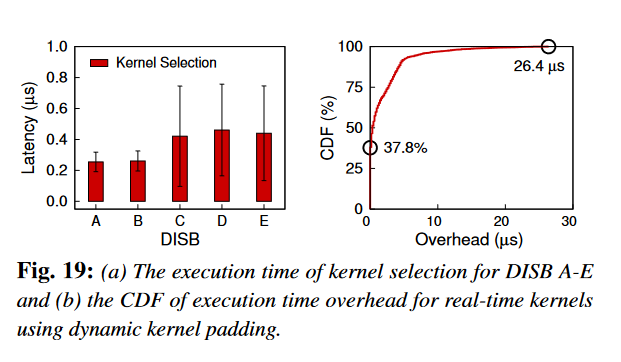 1.0
0.8
0.6
0.4
0.2
0.0
Latency (μs)
Kernel Selection
A B C D E
DISB
100
75
50
25
0
CDF (%)
26.4 μs
37.8%
0 10 20 30
Overhead (μs)
Fig. 19: (a) The execution time of kernel selection for DISB A-E
and (b) the CDF of execution time overhead for real-time kernels
using dynamic kernel padding.